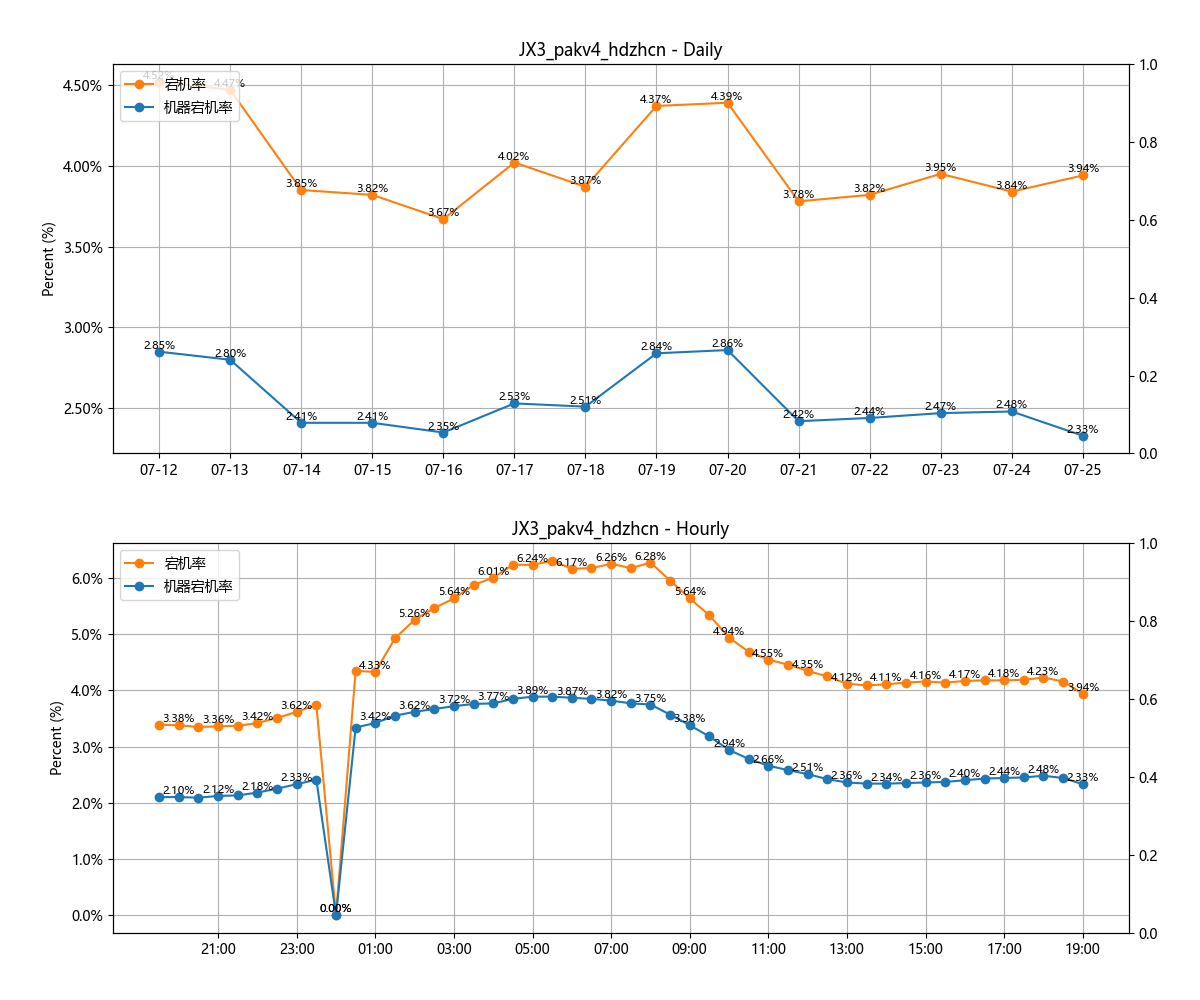 JX3_pakv4_hdzhcn - Daily
宕机率
机器宕机率
Percent (%)
4.50%
4.00%
3.50%
3.00%
2.50%
1.0
0.8
0.6
0.4
0.2
0.0
4.52% 4.47% 3.85% 3.82% 3.67% 4.02% 3.87% 4.37% 4.39% 3.78% 3.82% 3.95% 3.84% 3.94%
2.85% 2.80% 2.41% 2.41% 2.35% 2.53% 2.51% 2.84% 2.86% 2.42% 2.44% 2.47% 2.48% 2.33%
07-12 07-13 07-14 07-15 07-16 07-17 07-18 07-19 07-20 07-21 07-22 07-23 07-24 07-25
JX3_pakv4_hdzhcn - Hourly
宕机率
机器宕机率
Percent (%)
6.0%
5.0%
4.0%
3.0%
2.0%
1.0%
0.0%
1.0
0.8
0.6
0.4
0.2
0.0
3.38% 3.36% 3.42% 3.62% 0.00% 4.33% 5.26% 5.64% 6.01% 6.24% 6.17% 6.26% 6.28% 5.64% 4.94% 4.55% 4.35% 4.12% 4.11% 4.16% 4.17% 4.18% 4.23% 3.94%
2.10% 2.12% 2.18% 2.33% 0.00% 3.42% 3.62% 3.72% 3.77% 3.89% 3.87% 3.82% 3.75% 3.38% 2.94% 2.66% 2.51% 2.36% 2.34% 2.36% 2.40% 2.44% 2.48% 2.33%
21:00 23:00 01:00 03:00 05:00 07:00 09:00 11:00 13:00 15:00 17:00 19:00